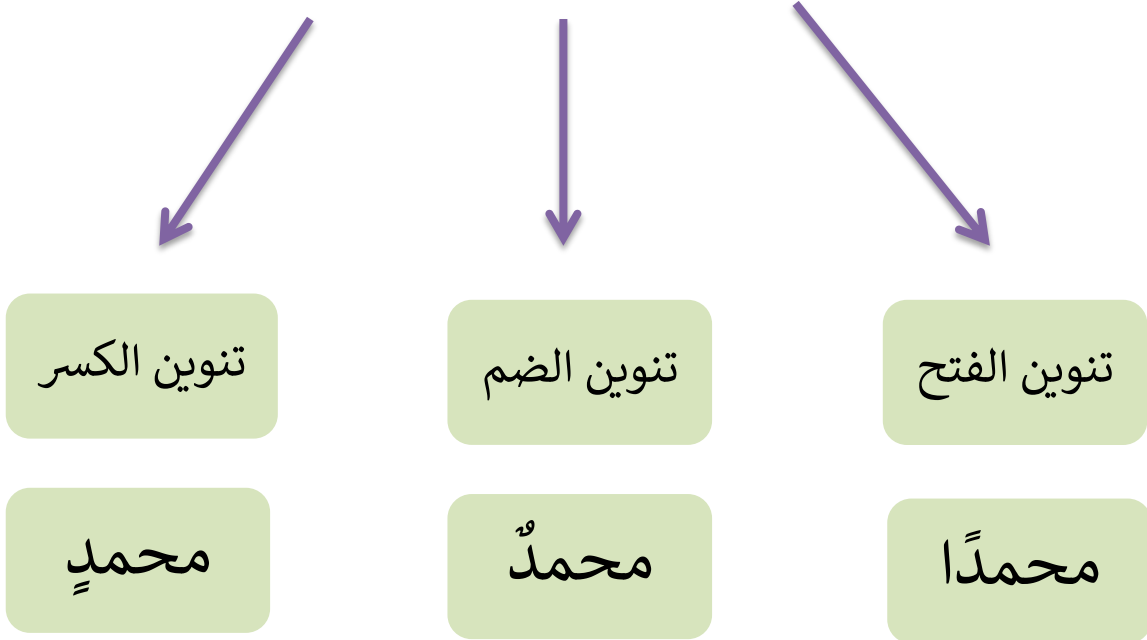 تنوين الفتح
تنوين الضم
تنوين الكسر
محمدًا
محمدٌ
محمدٍ